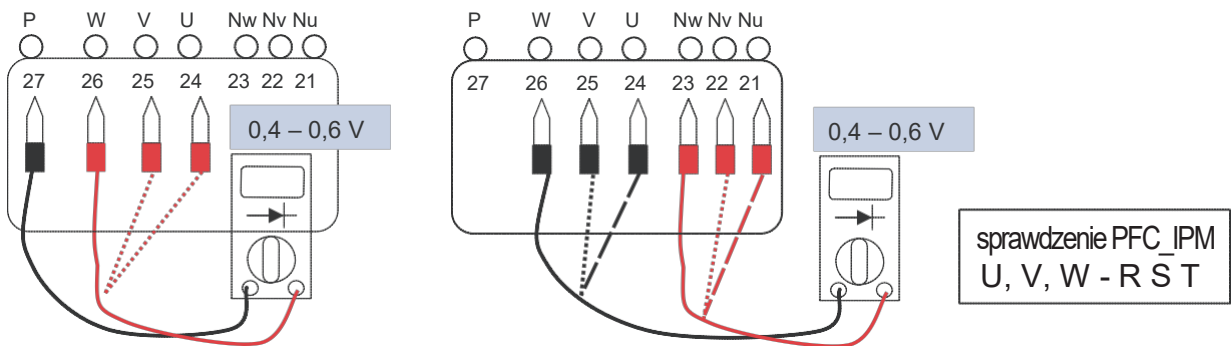 P W V U Nw Nv Nu
27 26 25 24 23 22 21
0,4 – 0,6 V
P W V U Nw Nv Nu
27 26 25 24 23 22 21
0,4 – 0,6 V
sprawdzenie PFC_IPM
U, V, W - R S T